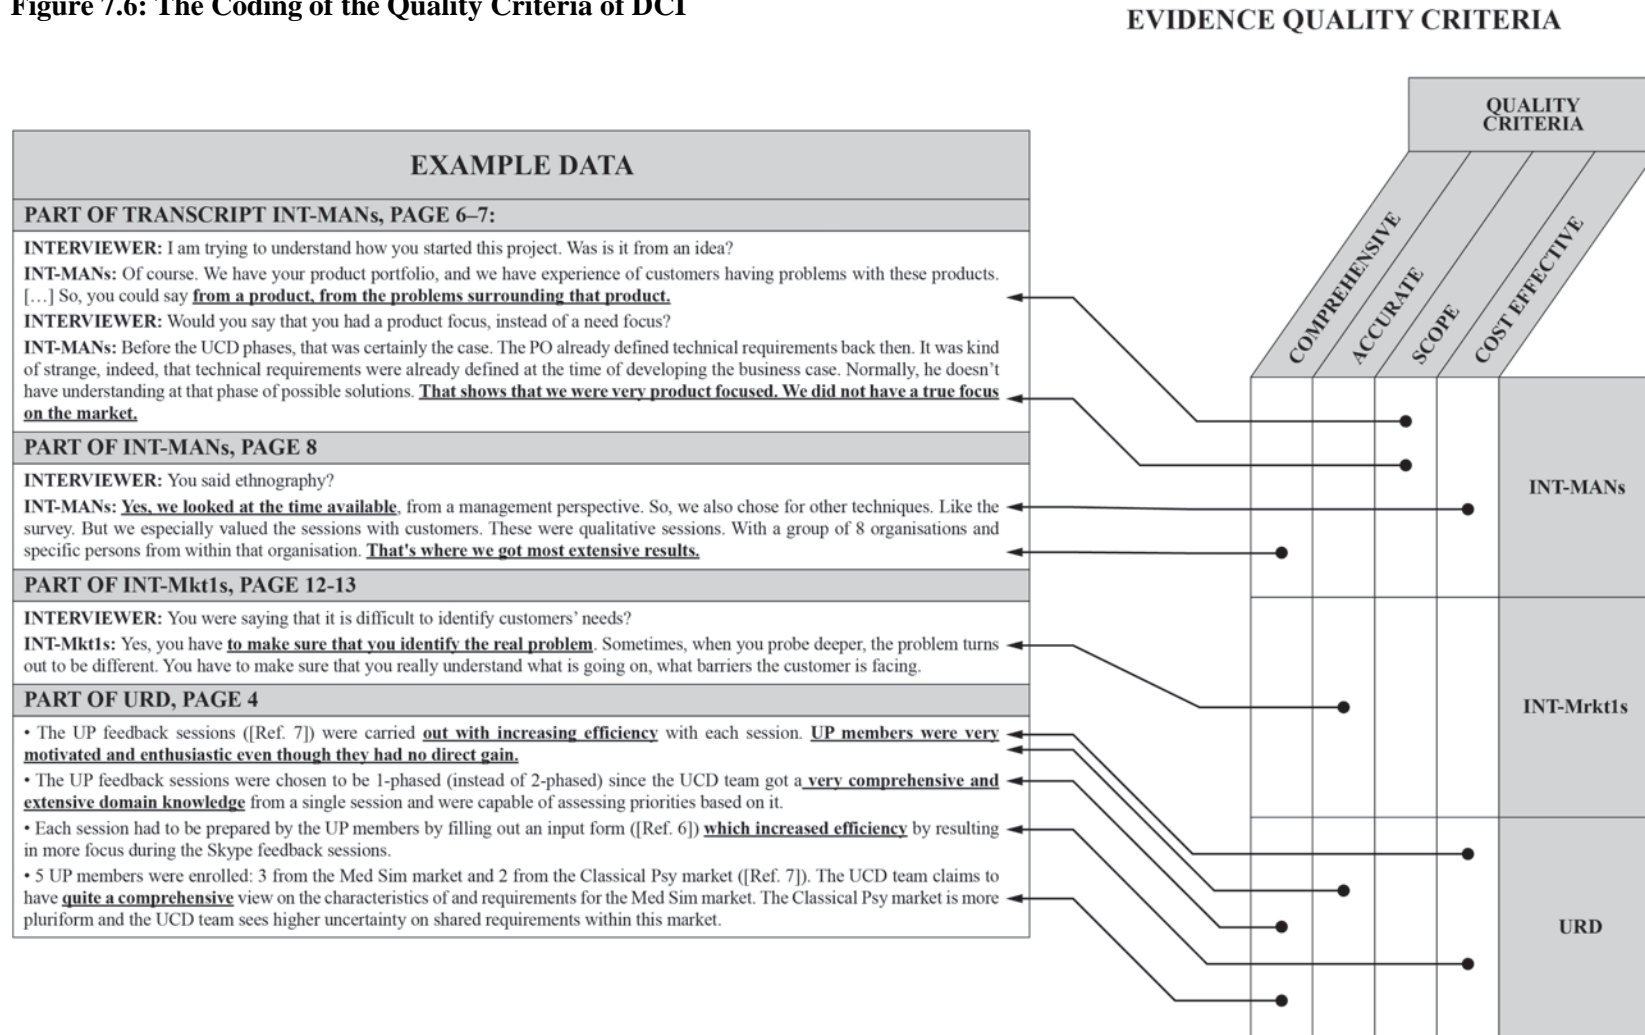 Figure 7.6: The Coding of the Quality Criteria of DCI
EVIDENCE QUALITY CRITERIA
QUALITY
CRITERIA
COMPREHENSIVE
ACCURATE
SCOPE
COST EFFECTIVE
EXAMPLE DATA
PART OF TRANSCRIPT INT-MANs, PAGE 6–7:
INTERVIEWER: I am trying to understand how you started this project. Was is it from an idea?
INT-MANs: Of course. We have your product portfolio, and we have experience of customers having problems with these products.
[…] So, you could say from a product, from the problems surrounding that product.
INTERVIEWER: Would you say that you had a product focus, instead of a need focus?
INT-MANs: Before the UCD phases, that was certainly the case. The PO already defined technical requirements back then. It was kind
of strange, indeed, that technical requirements were already defined at the time of developing the business case. Normally, he doesn’t
have understanding at that phase of possible solutions. That shows that we were very product focused. We did not have a true focus
on the market.
PART OF INT-MANs, PAGE 8
INTERVIEWER: You said ethnography?
INT-MANs: Yes, we looked at the time available, from a management perspective. So, we also chose for other techniques. Like the
survey. But we especially valued the sessions with customers. These were qualitative sessions. With a group of 8 organisations and
specific persons from within that organisation. That's where we got most extensive results.
PART OF INT-Mkt1s, PAGE 12-13
INTERVIEWER: You were saying that it is difficult to identify customers’ needs?
INT-Mkt1s: Yes, you have to make sure that you identify the real problem. Sometimes, when you probe deeper, the problem turns
out to be different. You have to make sure that you really understand what is going on, what barriers the customer is facing.
PART OF URD, PAGE 4
• The UP feedback sessions ([Ref. 7]) were carried out with increasing efficiency with each session. UP members were very
motivated and enthusiastic even though they had no direct gain.
• The UP feedback sessions were chosen to be 1-phased (instead of 2-phased) since the UCD team got a very comprehensive and
extensive domain knowledge from a single session and were capable of assessing priorities based on it.
• Each session had to be prepared by the UP members by filling out an input form ([Ref. 6]) which increased efficiency by resulting
in more focus during the Skype feedback sessions.
• 5 UP members were enrolled: 3 from the Med Sim market and 2 from the Classical Psy market ([Ref. 7]). The UCD team claims to
have quite a comprehensive view on the characteristics of and requirements for the Med Sim market. The Classical Psy market is more
pluriform and the UCD team sees higher uncertainty on shared requirements within this market.
INT-MANs
INT-Mrkt1s
URD